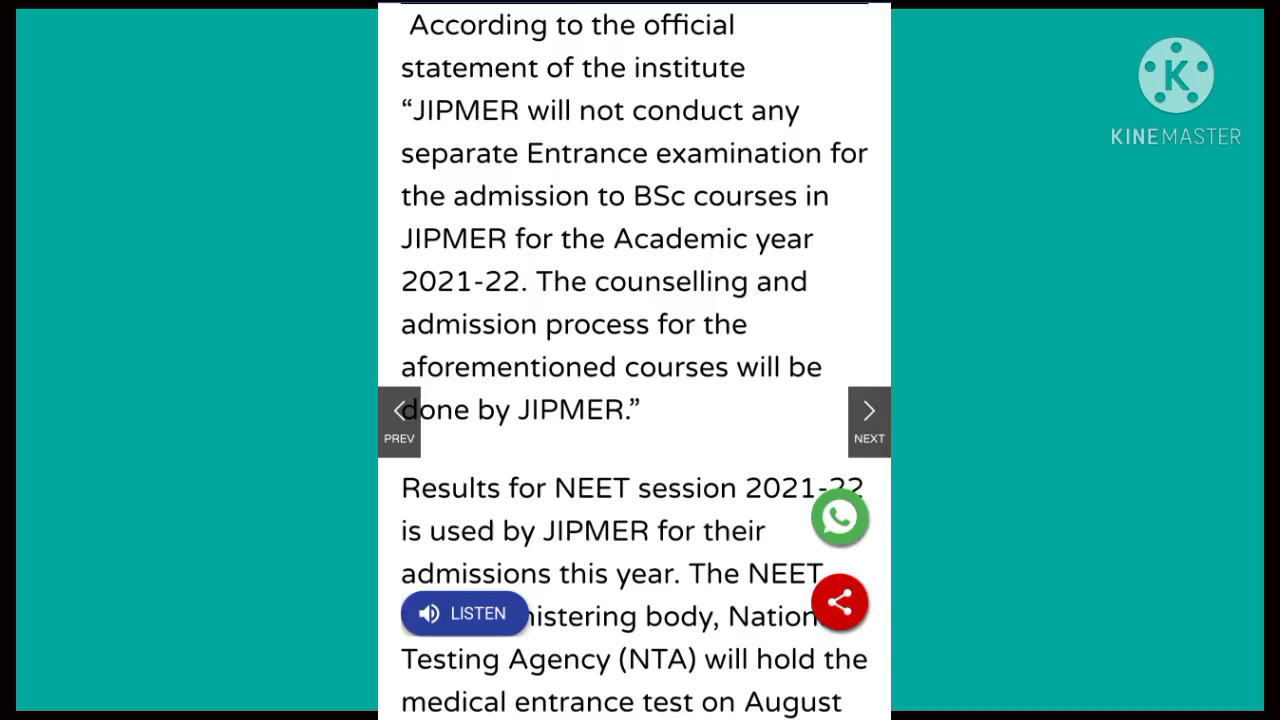 According to the official
statement of the institute
“JIPMER will not conduct any
separate Entrance examination for
the admission to BSc courses in
JIPMER for the Academic year
2021-22. The counselling and
admission process for the
aforementioned courses will be
done by JIPMER.”
PREV
NEXT
Results for NEET session 2021-22
is used by JIPMER for their
admissions this year. The NEET
LISTEN
body,
Testing Agency (NTA) will hold the
medical entrance test on August
K
KINEMASTER